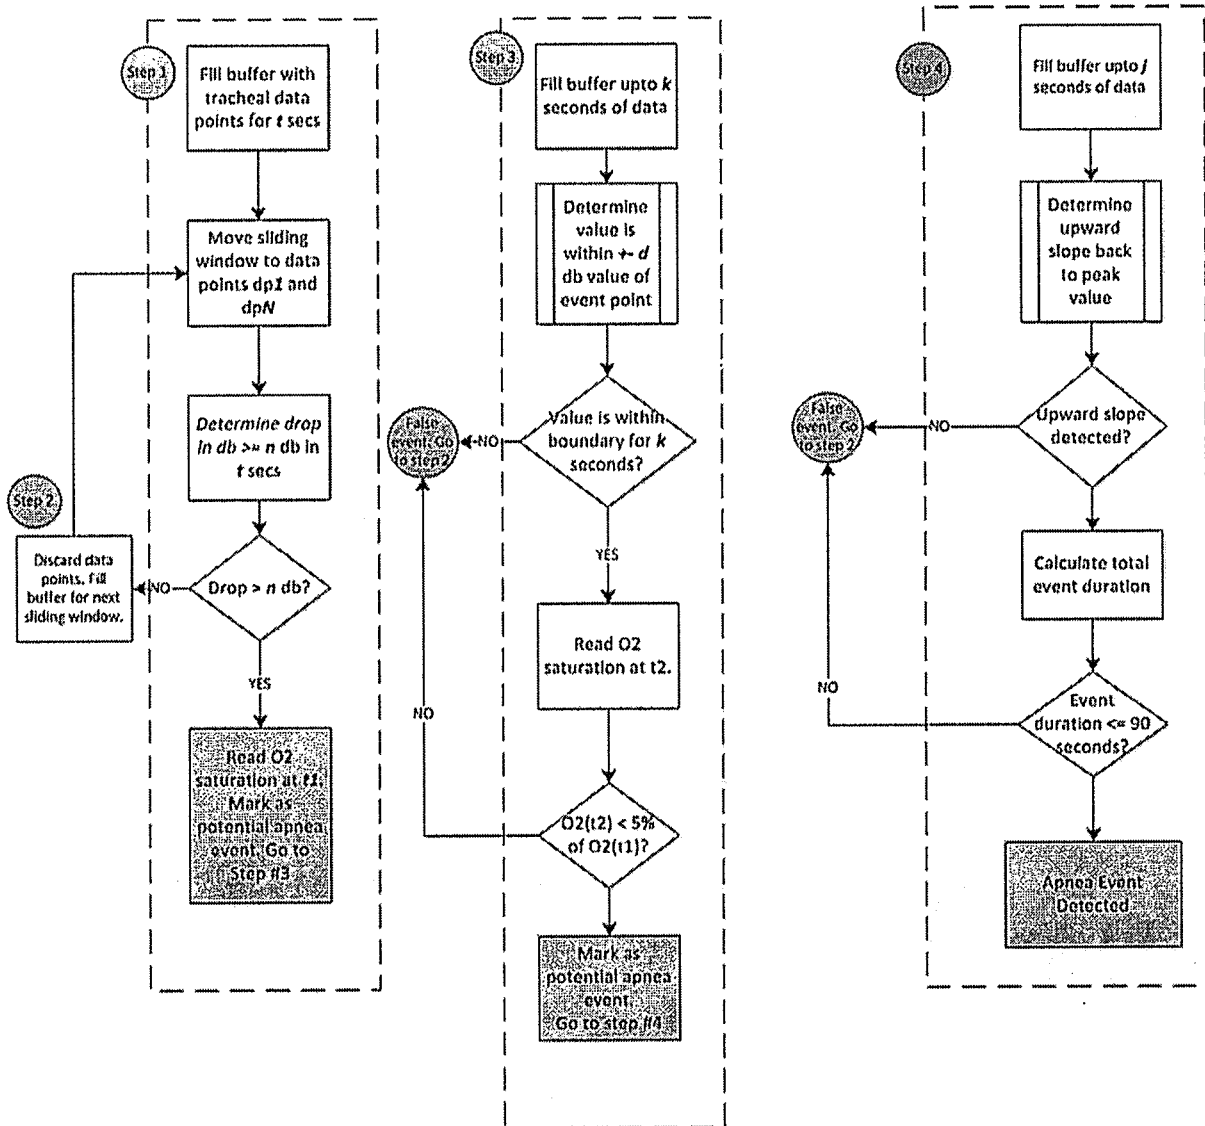 Step 1
Fill buffer with
tracheal data
points for t secs
Move sliding
window to data
points dp1 and
dpN
Determine drop
in db >= n db in
t secs
Step 2
Discard data
points. Fill
buffer for next
sliding window.
NO
Drop > n db?
YES
Read O2
saturation at t1.
Mark as
potential apnea
event. Go to
Step #3
Step 3
Fill buffer upto k
seconds of data
Determine
value is
within +- d
db value of
event point
False
event. Go
to step 2
NO
Value is within
boundary for k
seconds?
YES
Read O2
saturation at t2.
NO
O2(t2) < 5%
of O2(t1)?
Mark as
potential apnea
event.
Go to step #4
Step 4
Fill buffer upto j
seconds of data
Determine
upward
slope back
to peak
value
False
event. Go
to step 2
NO
Upward slope
detected?
Calculate total
event duration
NO
Event
duration <= 90
seconds?
Apnea Event
Detected